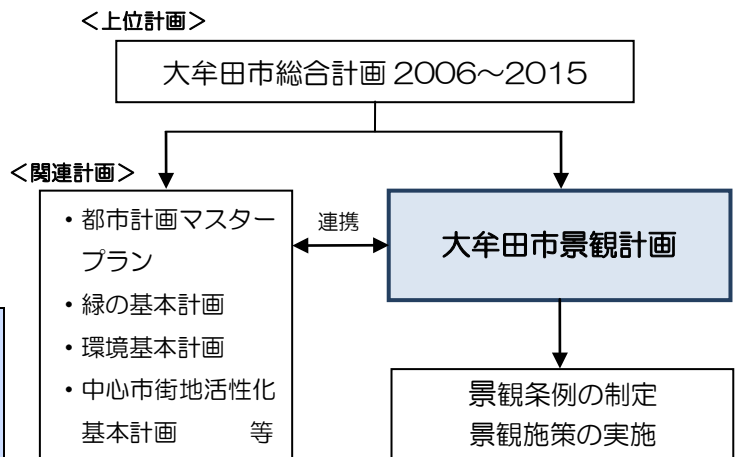 ＜上位計画＞
大牟田市総合計画 2006～2015
＜関連計画＞
・都市計画マスター
プラン
・緑の基本計画
・環境基本計画
・中心市街地活性化
基本計画　　等
連携
大牟田市景観計画
景観条例の制定
景観施策の実施